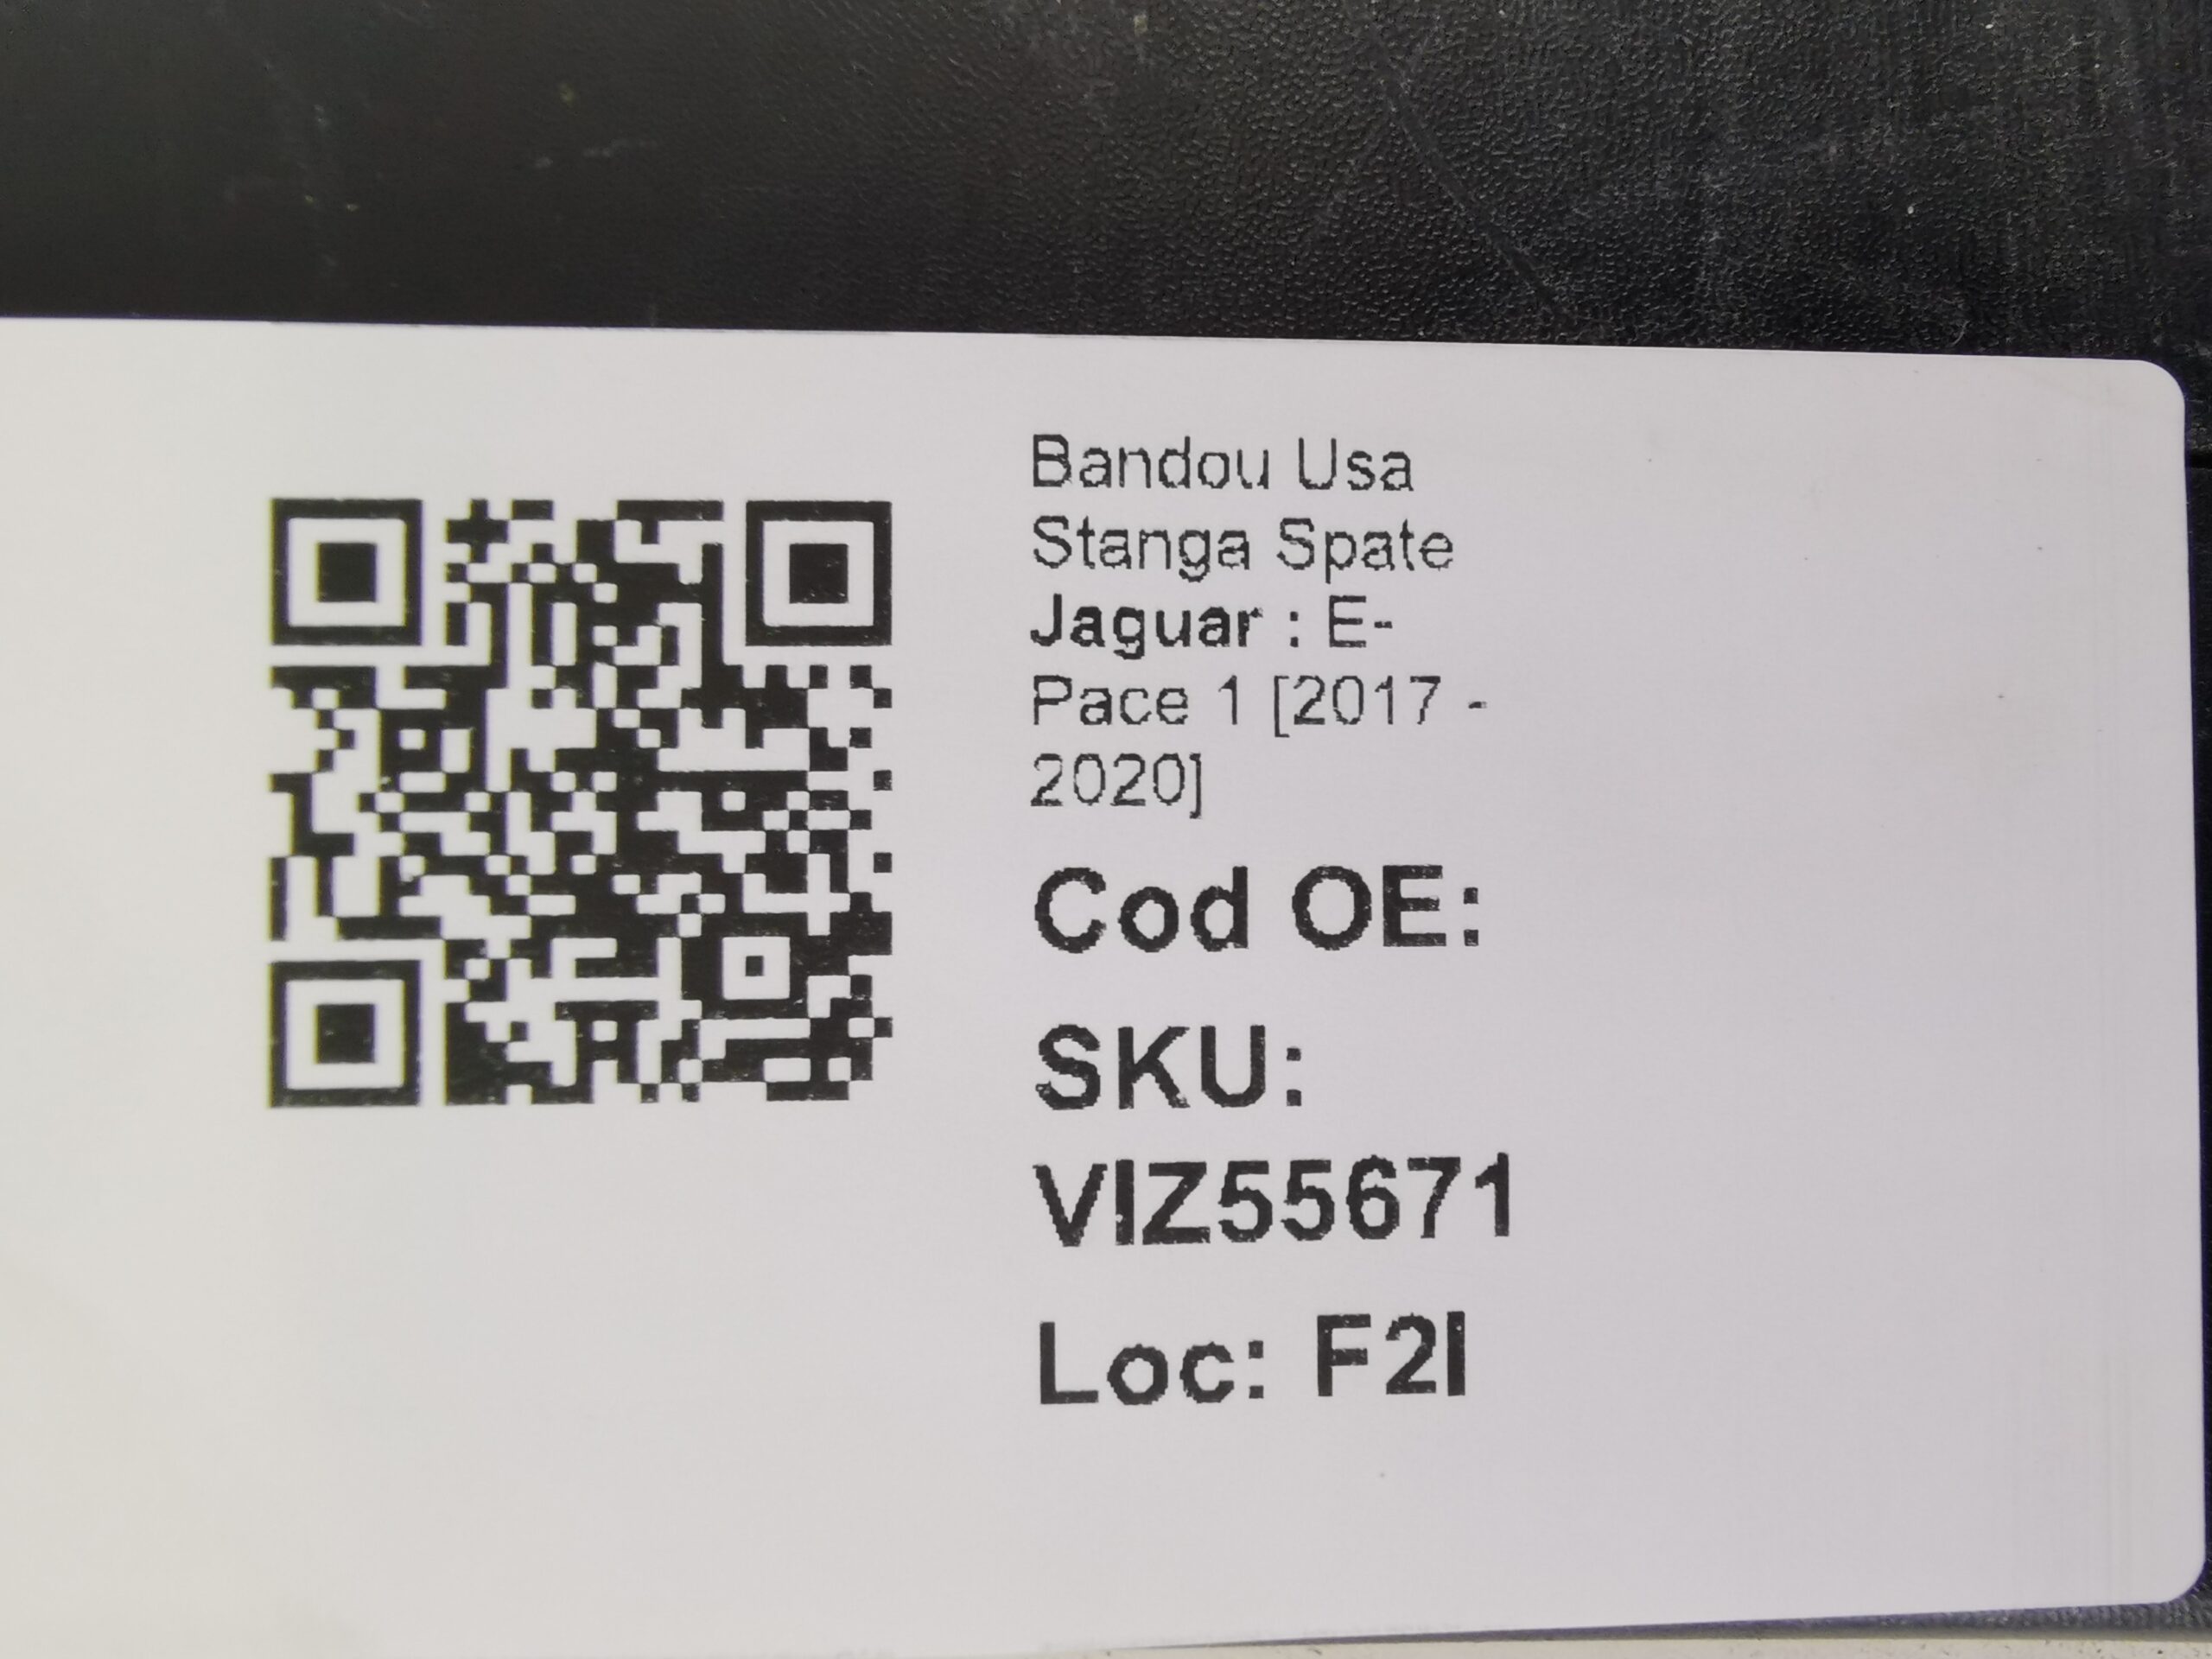 Bandou Usa
Stanga Spate
Jaguar : E-
Pace 1 [2017 -
2020]
Cod OE:
SKU:
VIZ55671
Loc: F2I